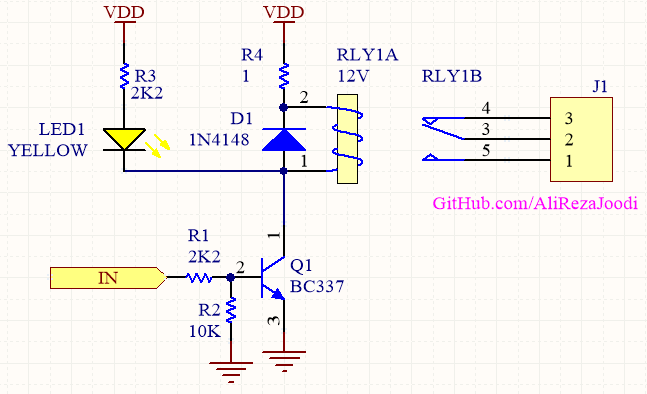 VDD VDD
R4 RLY1A
1 12V
R3 RLY1B
2K2 J1
2
LED1 D1 4 3
YELLOW 1N4148 3 2
1 5 1
GitHub.com/AliRezaJoodi
1
R1
2K2 2 Q1
IN BC337
R2
10K 3